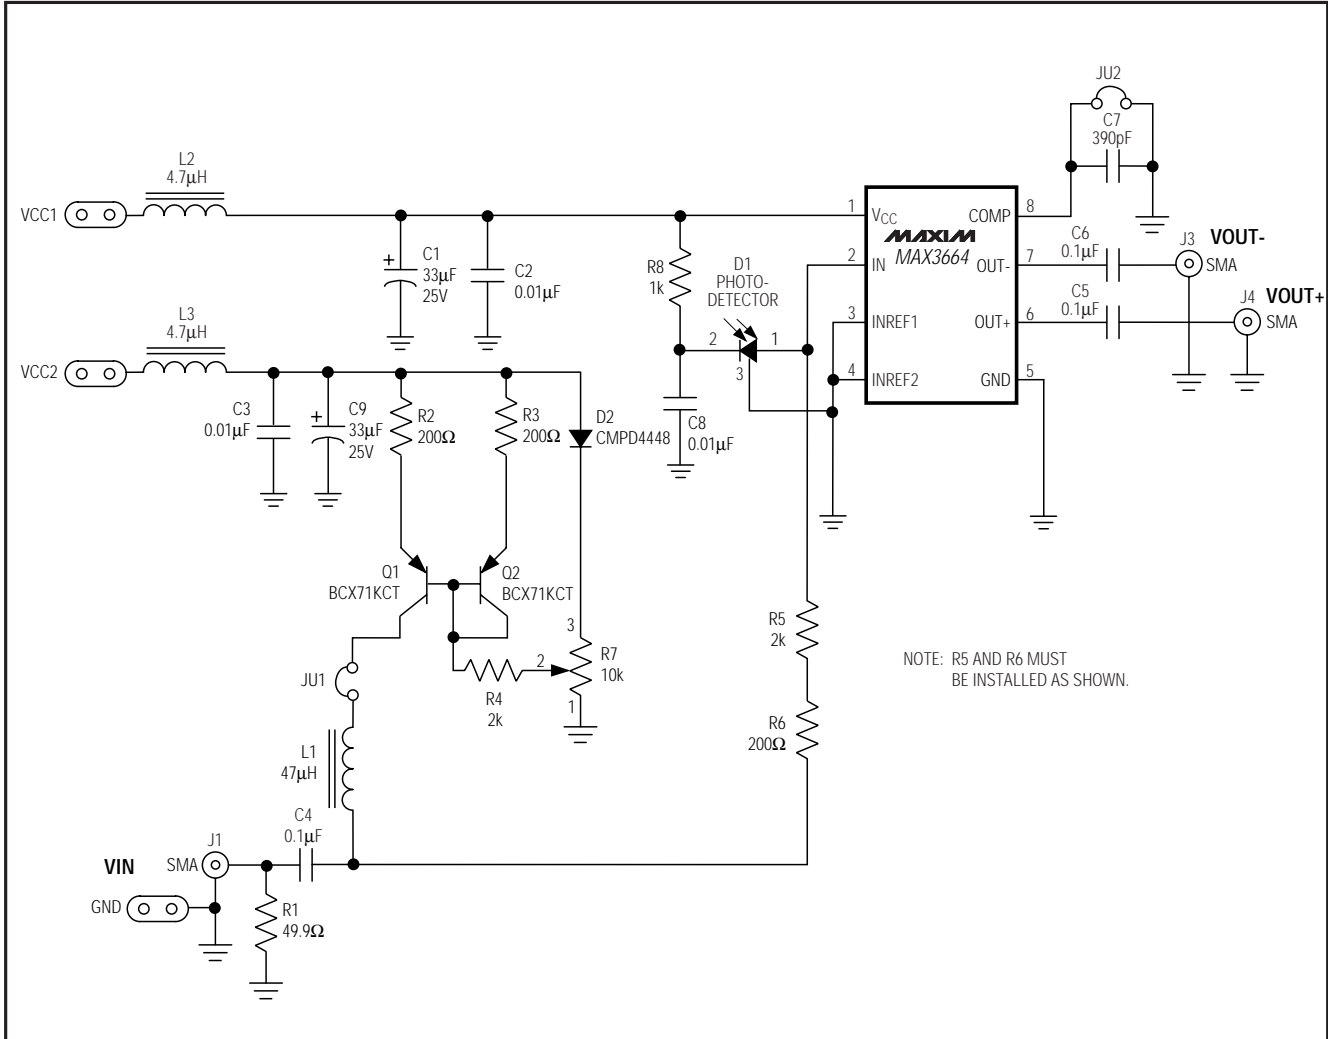 JU2
C7
390pF
L2
4.7µH
VCC1
C1
33µF
25V
+
C2
0.01µF
R8
1k
D1
PHOTO-
DETECTOR
2
1
3
C8
0.01µF
1
2
3
4
VCC
IN
INREF1
INREF2
MAXIM
MAX3664
COMP
OUT-
OUT+
GND
8
7
6
5
C6
0.1µF
C5
0.1µF
J3
VOUT-
SMA
J4
VOUT+
SMA
L3
4.7µH
VCC2
C3
0.01µF
+
C9
33µF
25V
R2
200Ω
R3
200Ω
D2
CMPD4448
Q1
BCX71KCT
Q2
BCX71KCT
JU1
R4
2k
3
2
1
R7
10k
R5
2k
R6
200Ω
NOTE: R5 AND R6 MUST
BE INSTALLED AS SHOWN.
L1
47µH
C4
0.1µF
J1
VIN
SMA
GND
R1
49.9Ω